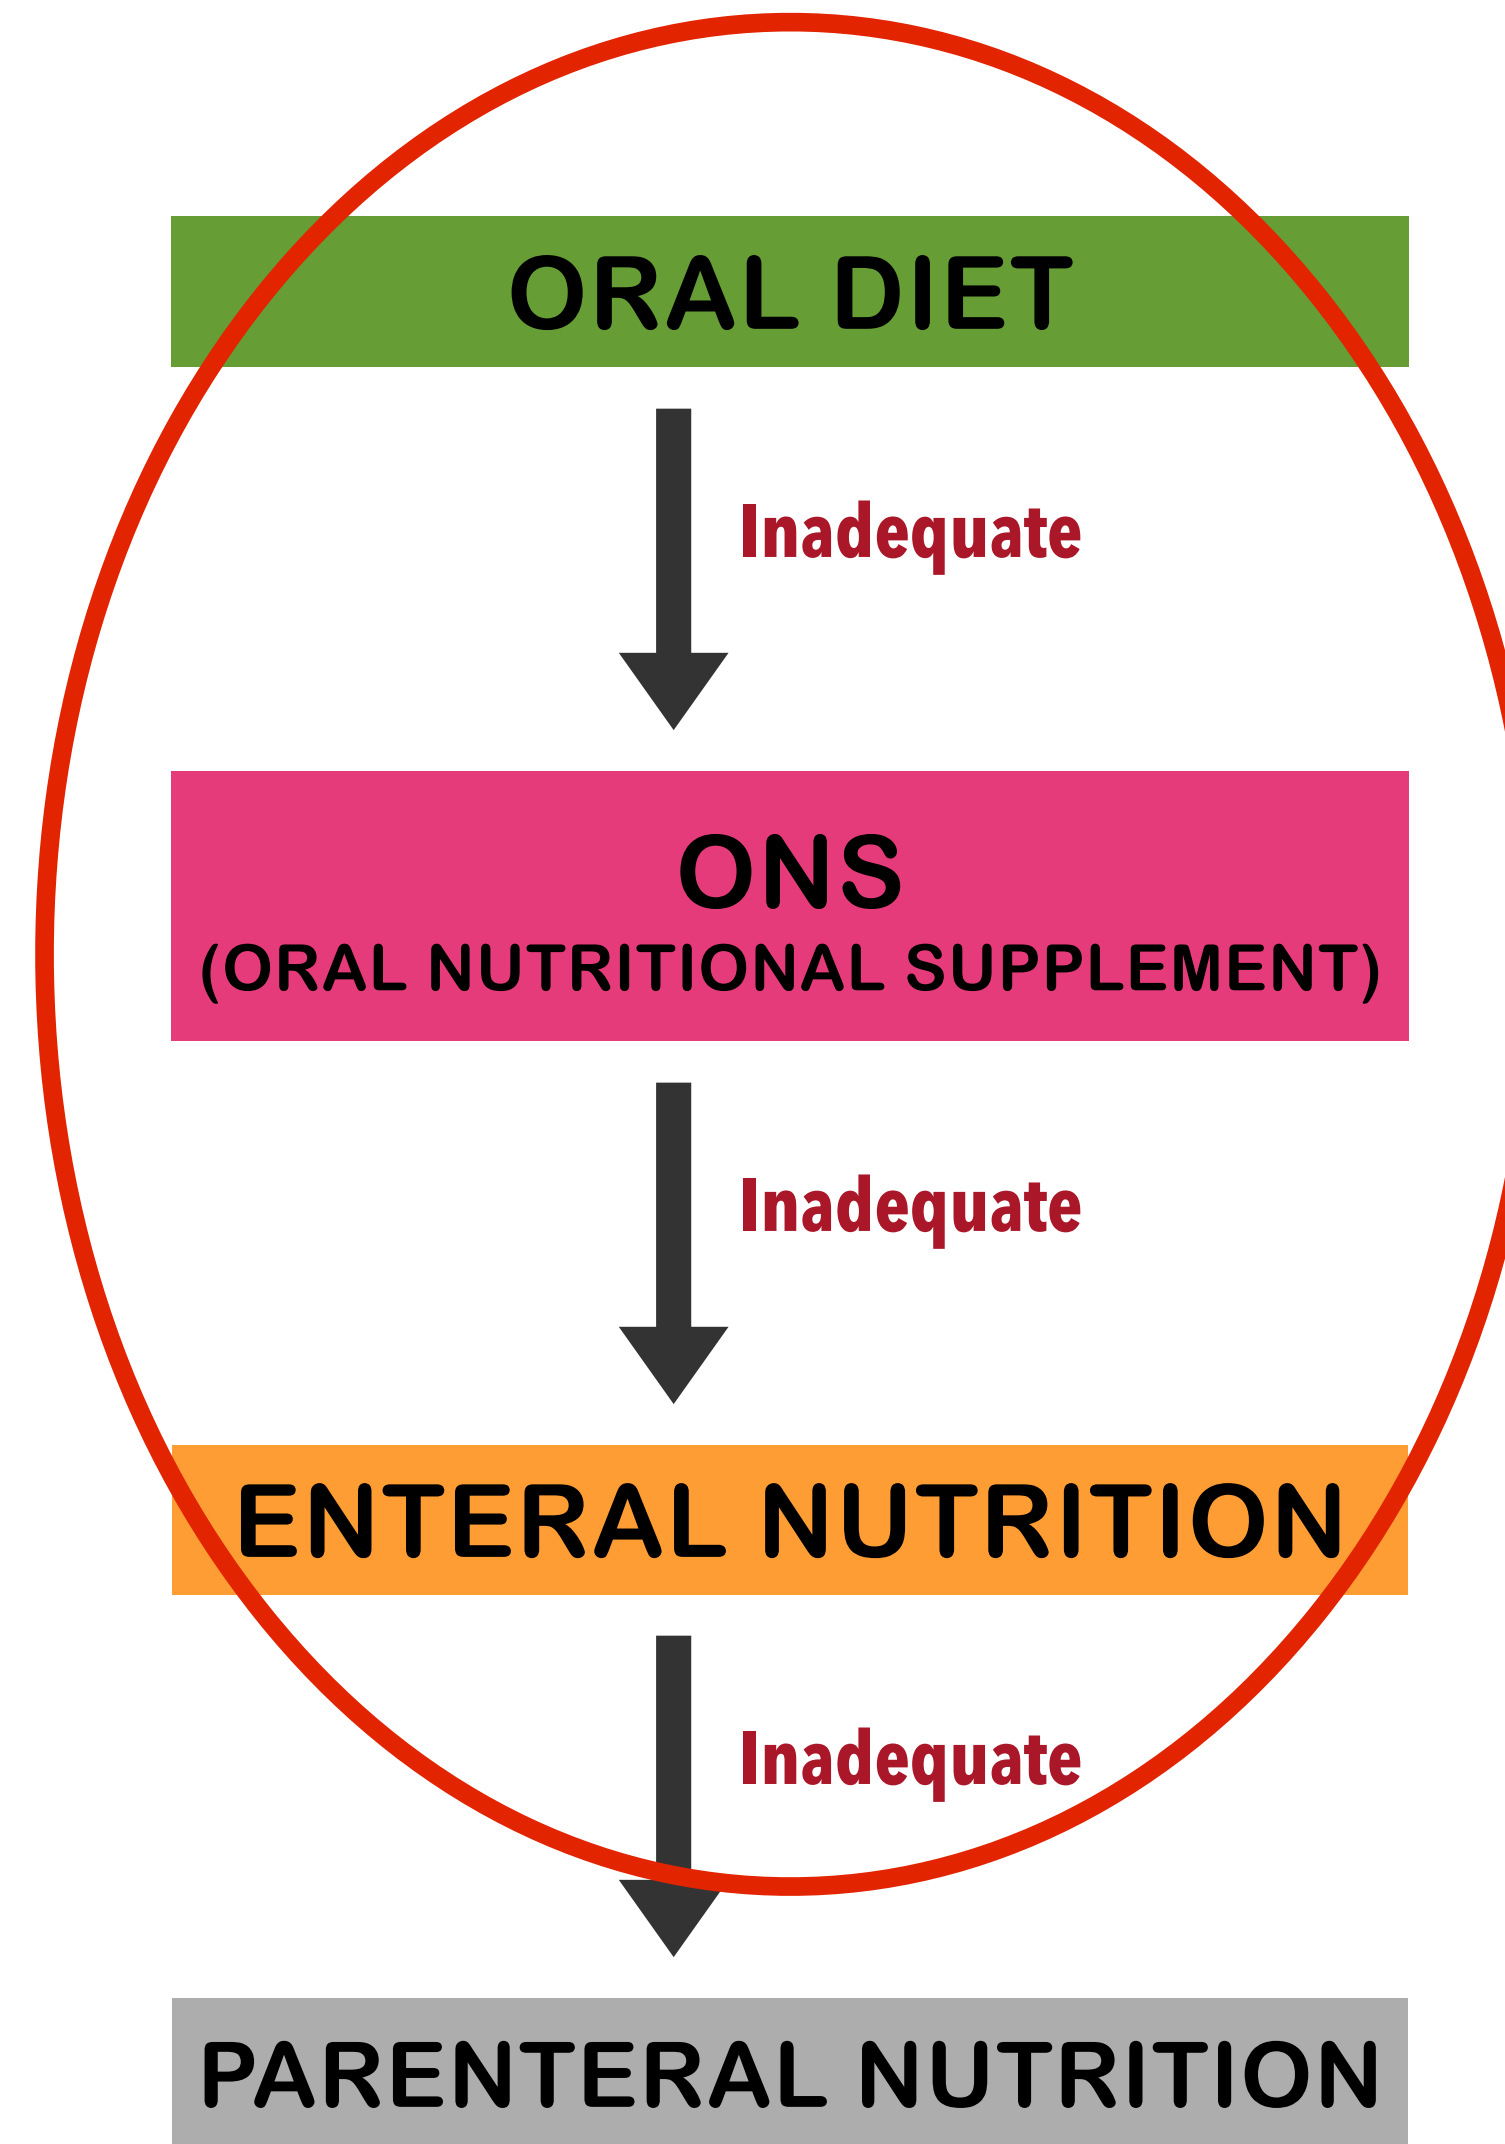 ORAL DIET
Inadequate
ONS
(ORAL NUTRITIONAL SUPPLEMENT)
Inadequate
ENTERAL NUTRITION
Inadequate
PARENTERAL NUTRITION